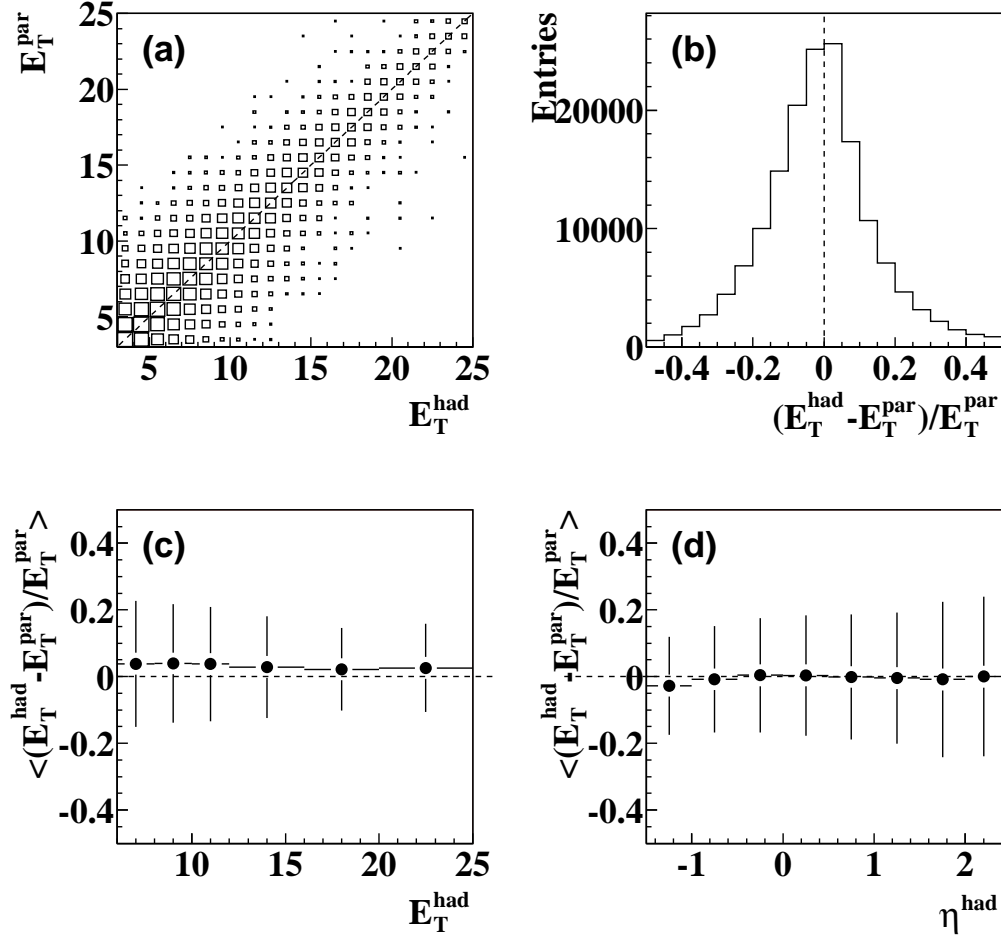 (a)
E_T^par
25
20
15
10
5
5 10 15 20 25
E_T^had
(b)
Entries
20000
10000
0
-0.4 -0.2 0 0.2 0.4
(E_T^had -E_T^par)/E_T^par
(c)
<(E_T^had -E_T^par)/E_T^par>
0.4
0.2
0
-0.2
-0.4
10 15 20 25
E_T^had
(d)
<(E_T^had -E_T^par)/E_T^par>
0.4
0.2
0
-0.2
-0.4
-1 0 1 2
η^had